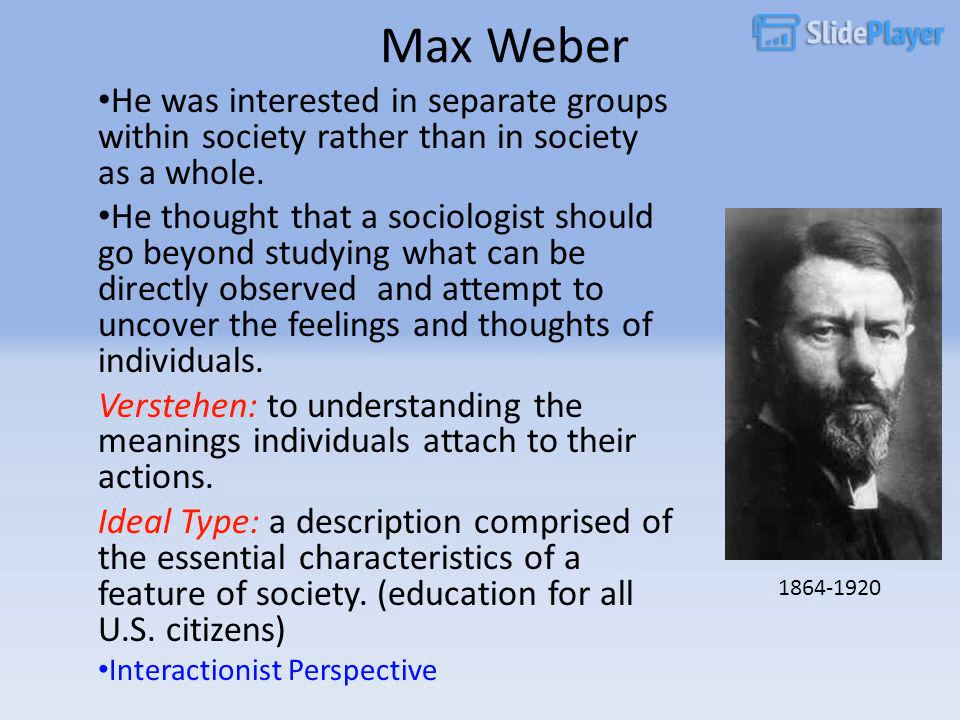 Max Weber
SlidePlayer
•He was interested in separate groups
within society rather than in society
as a whole.
•He thought that a sociologist should
go beyond studying what can be
directly observed  and attempt to
uncover the feelings and thoughts of
individuals.
Verstehen: to understanding the
meanings individuals attach to their
actions.
Ideal Type: a description comprised of
the essential characteristics of a
feature of society. (education for all
U.S. citizens)
•Interactionist Perspective
1864-1920